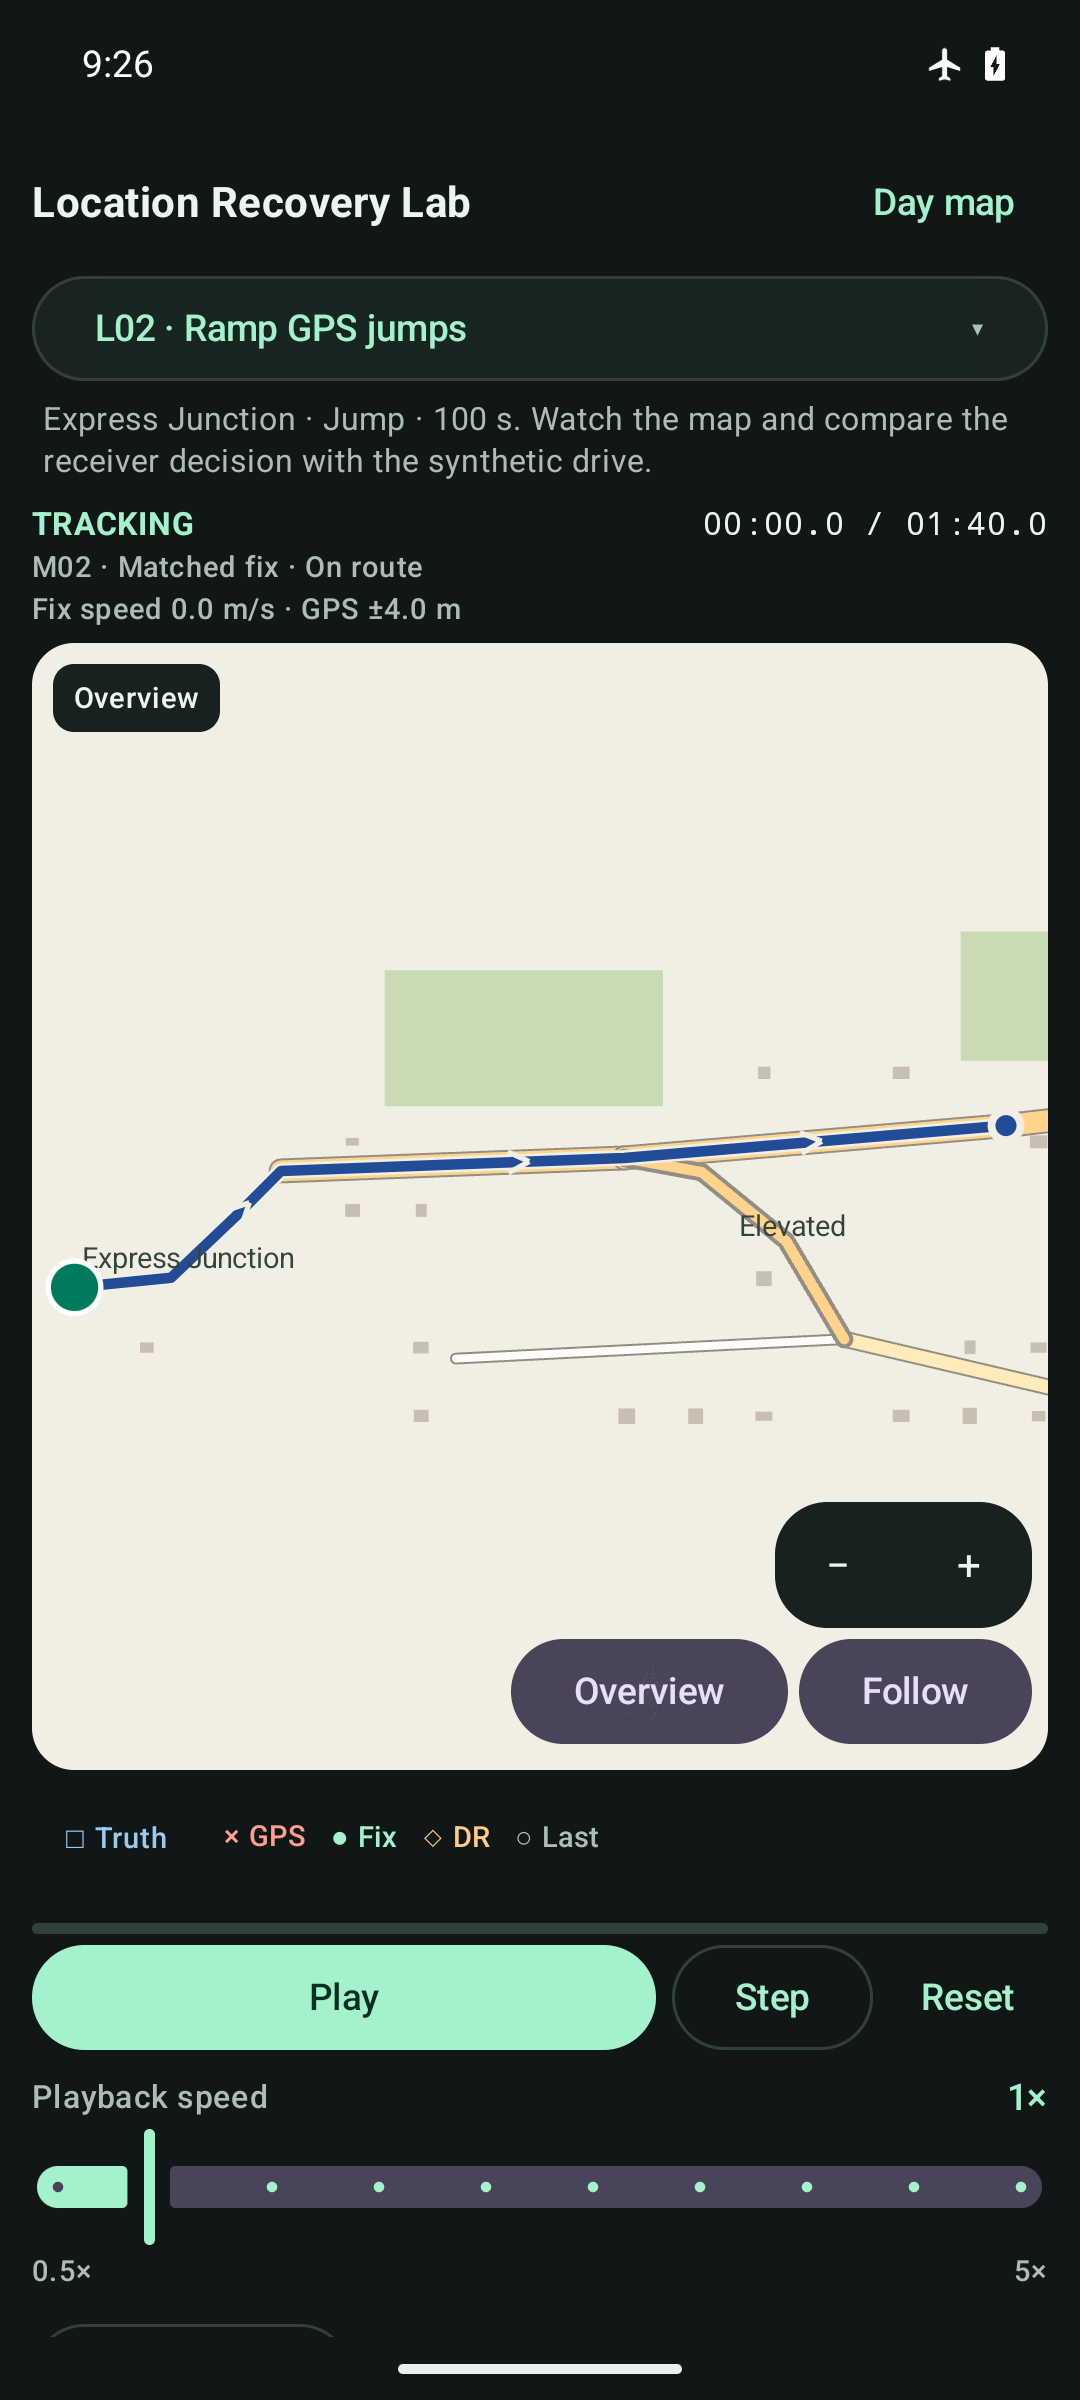 9:26
Location Recovery Lab
Day map
L02 · Ramp GPS jumps
▾
Express Junction · Jump · 100 s. Watch the map and compare the
receiver decision with the synthetic drive.
TRACKING
00:00.0 / 01:40.0
M02 · Matched fix · On route
Fix speed 0.0 m/s · GPS ±4.0 m
Overview
Elevated
Express Junction
− +
Overview
Follow
□ Truth × GPS ● Fix ◇ DR ○ Last
Play
Step
Reset
Playback speed
1×
0.5×
5×